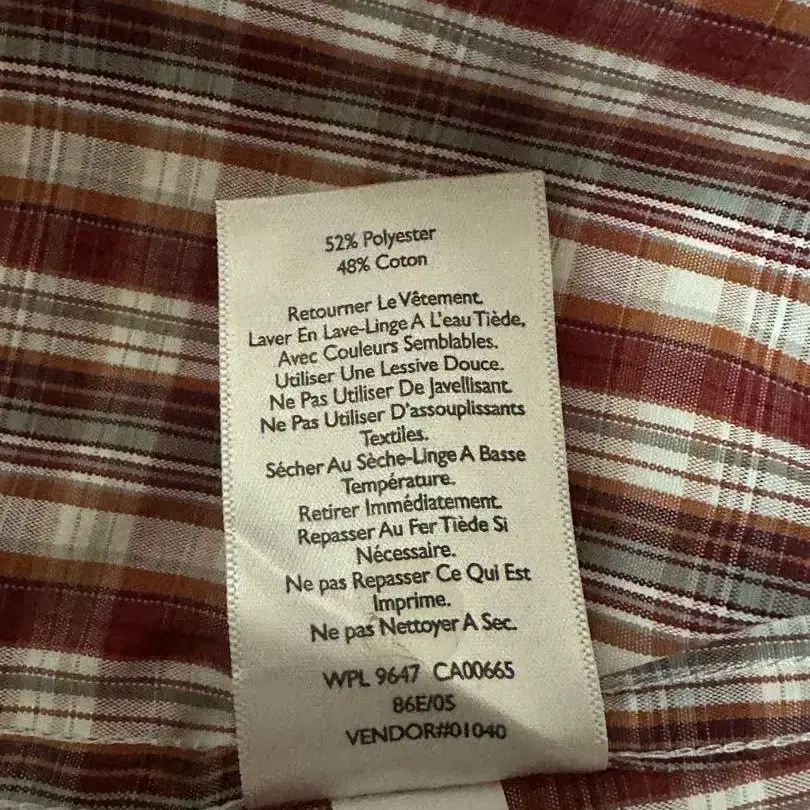 52% Polyester
48% Coton
Retourner Le Vêtement.
Laver En Lave-Linge A L'eau Tiède,
Avec Couleurs Semblables.
Utiliser Une Lessive Douce.
Ne Pas Utiliser De Javellisant.
Ne Pas Utiliser D'assouplissants
Textiles.
Sécher Au Sèche-Linge A Basse
Température.
Retirer Immédiatement.
Repasser Au Fer Tiède Si
Nécessaire.
Ne pas Repasser Ce Qui Est
Imprime.
Ne pas Nettoyer A Sec.
WPL 9647 CA00665
86E/05
VENDOR#01040